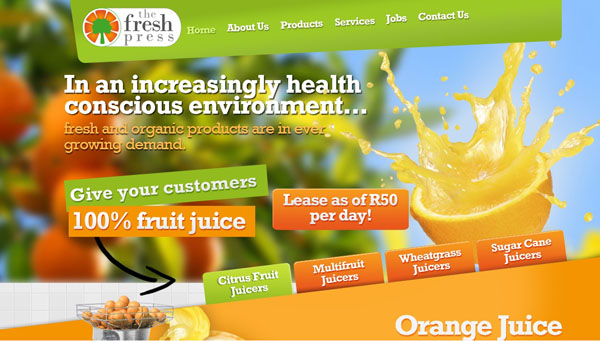 the
fresh
press
Home About Us Products Services Jobs Contact Us
In an increasingly health
conscious environment...
fresh and organic products are in ever
growing demand.
Give your customers
100% fruit juice
Lease as of R50
per day!
Citrus Fruit
Juicers
Multifruit
Juicers
Wheatgrass
Juicers
Sugar Cane
Juicers
Orange Juice